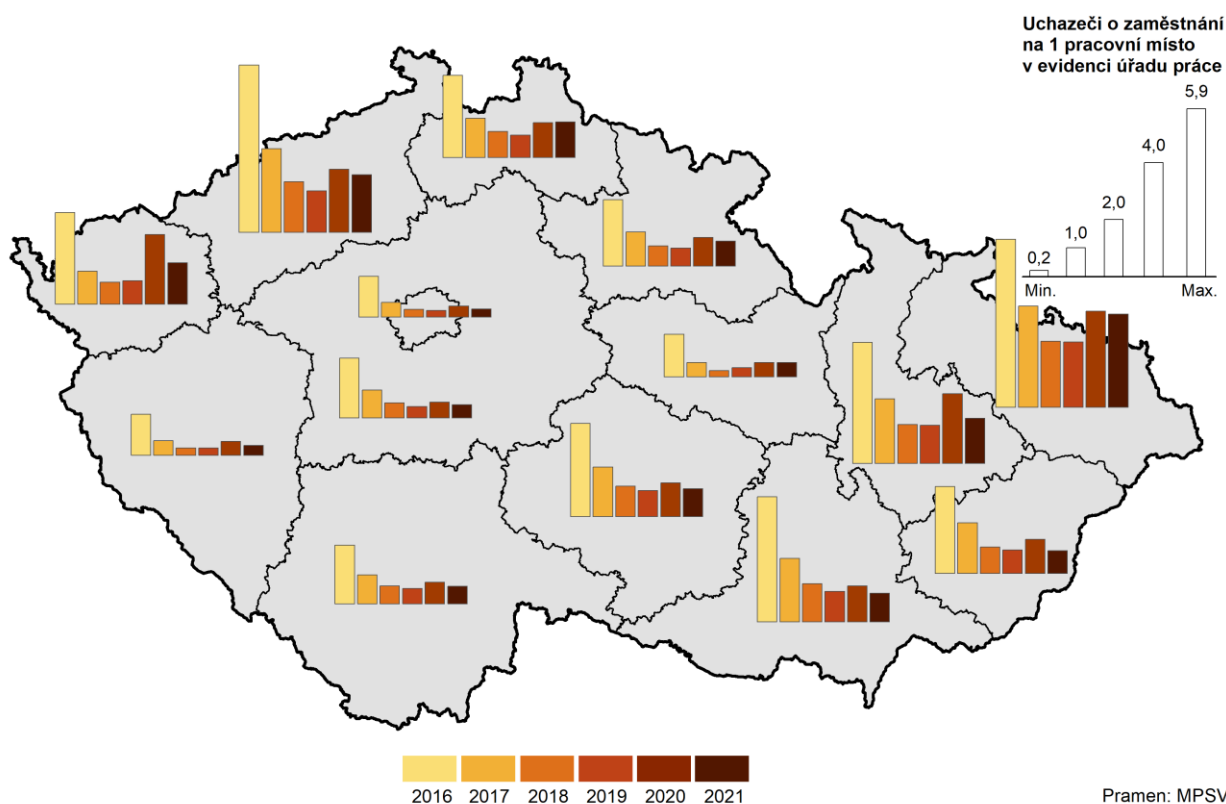 Uchazeči o zaměstnání
na 1 pracovní místo
v evidenci úřadu práce
5,9
4,0
2,0
1,0
0,2
Min. Max.
2016 2017 2018 2019 2020 2021
Pramen: MPSV